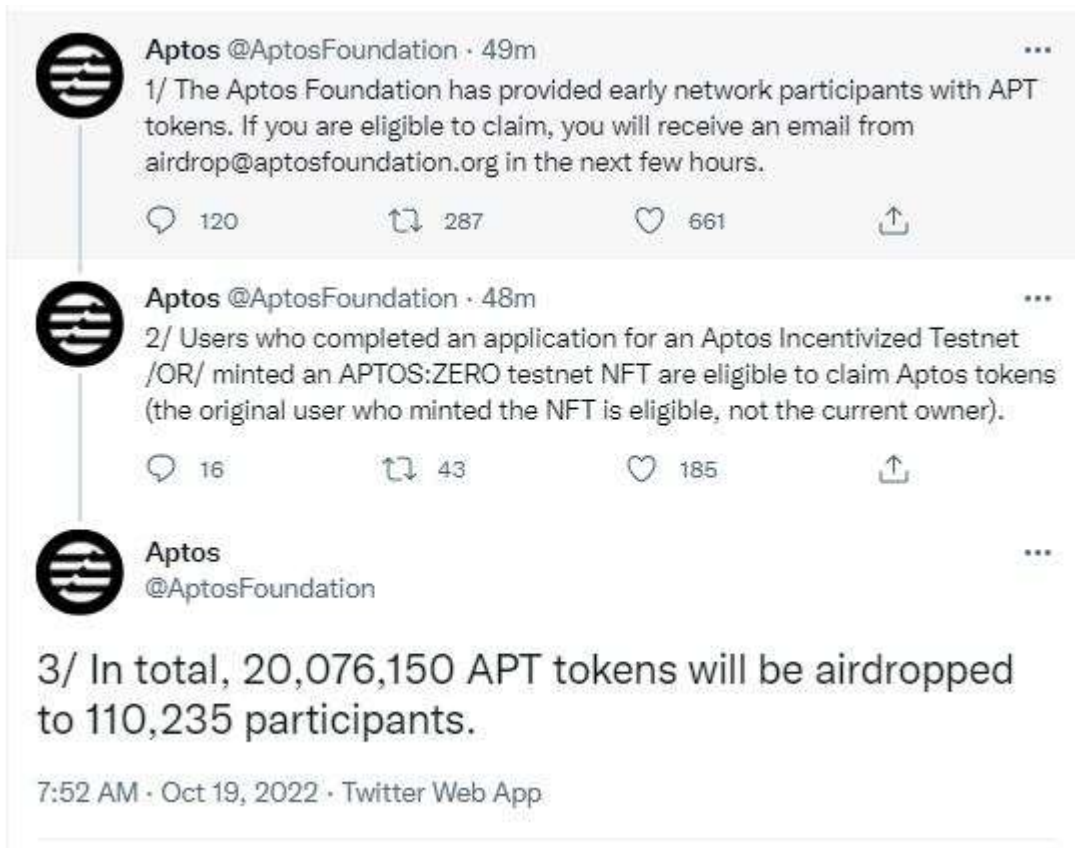 Aptos @AptosFoundation · 49m
1/ The Aptos Foundation has provided early network participants with APT
tokens. If you are eligible to claim, you will receive an email from
airdrop@aptosfoundation.org in the next few hours.
120 287 661
Aptos @AptosFoundation · 48m
2/ Users who completed an application for an Aptos Incentivized Testnet
/OR/ minted an APTOS:ZERO testnet NFT are eligible to claim Aptos tokens
(the original user who minted the NFT is eligible, not the current owner).
16 43 185
Aptos
@AptosFoundation
3/ In total, 20,076,150 APT tokens will be airdropped
to 110,235 participants.
7:52 AM · Oct 19, 2022 · Twitter Web App